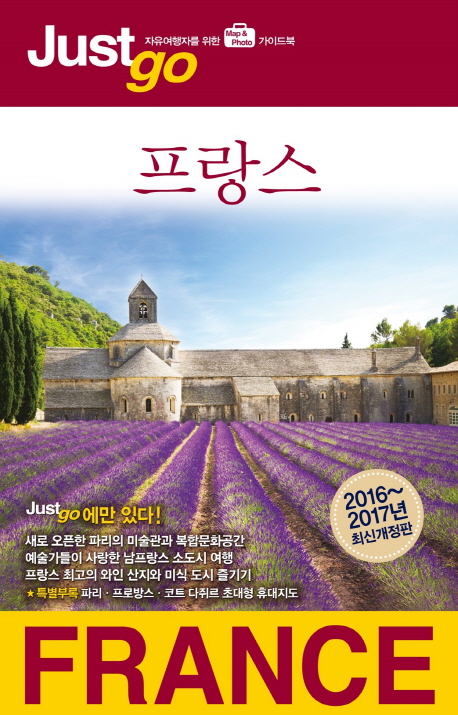 Just go
자유여행자를 위한 Map & Photo 가이드북
프랑스
2016~
2017년
최신개정판
Just go 에만 있다!
새로 오픈한 파리의 미술관과 복합문화공간
예술가들이 사랑한 남프랑스 소도시 여행
프랑스 최고의 와인 산지와 미식 도시 즐기기
★ 특별부록 파리 · 프로방스 · 코트 다쥐르 초대형 휴대지도
FRANCE